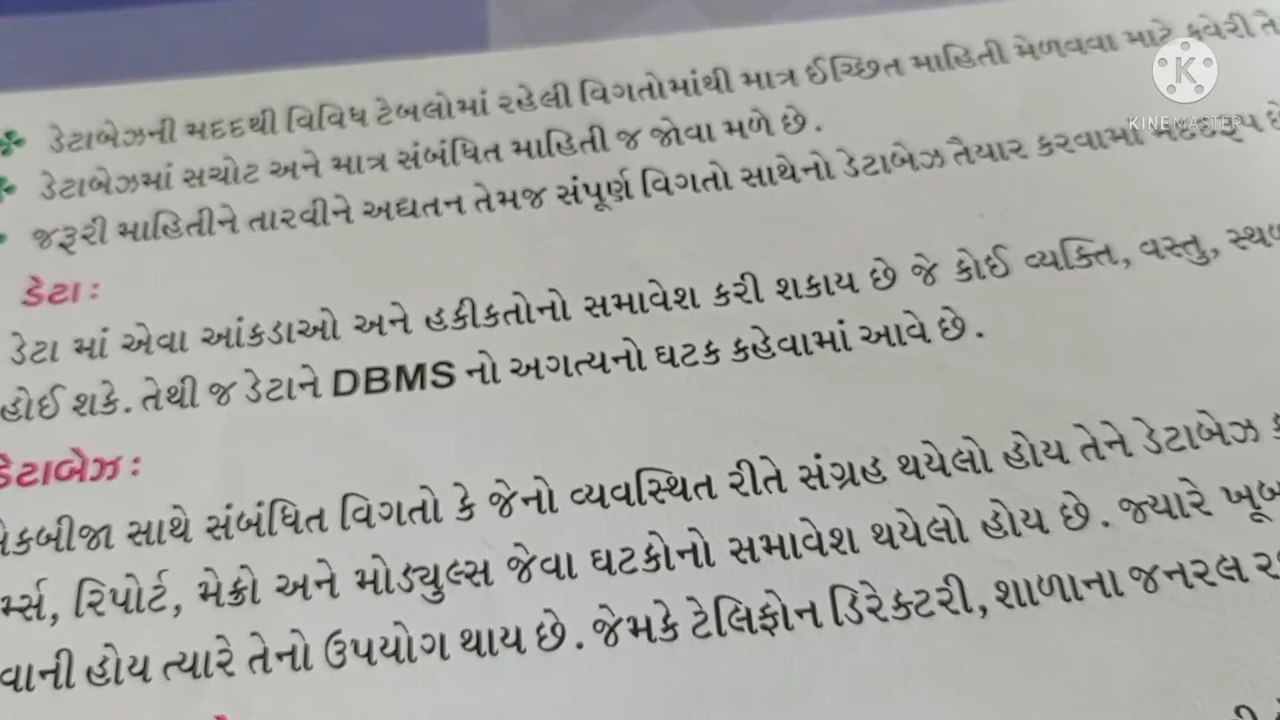 ડેટાબેઝની મદદથી વિવિધ ટેબલોમાં રહેલી વિગતોમાંથી માત્ર ઈચ્છિત માહિતી મેળવવા માટે ક્વેરી
ડેટાબેઝમાં સચોટ અને માત્ર સંબંધિત માહિતી જ જોવા મળે છે.
જરૂરી માહિતીને તારવીને અદ્યતન તેમજ સંપૂર્ણ વિગતો સાથેનો ડેટાબેઝ તૈયાર કરવામાં
ડેટા :
ડેટા માં એવા આંકડાઓ અને હકીકતોનો સમાવેશ કરી શકાય છે જે કોઈ વ્યક્તિ, વસ્તુ,
હોઈ શકે. તેથી જ ડેટાને DBMS નો અગત્યનો ઘટક કહેવામાં આવે છે.
ડેટાબેઝ :
સાથે સંબંધિત વિગતો કે જેનો વ્યવસ્થિત રીતે સંગ્રહ થયેલો હોય તેને ડેટાબેઝ
રિપોર્ટ, મેક્રો અને મોડ્યુલ્સ જેવા ઘટકોનો સમાવેશ થયેલો હોય છે. જ્યારે
હોય ત્યારે તેનો ઉપયોગ થાય છે. જેમકે ટેલિફોન ડિરેક્ટરી, શાળાના જનરલ
K
KINEMASTER